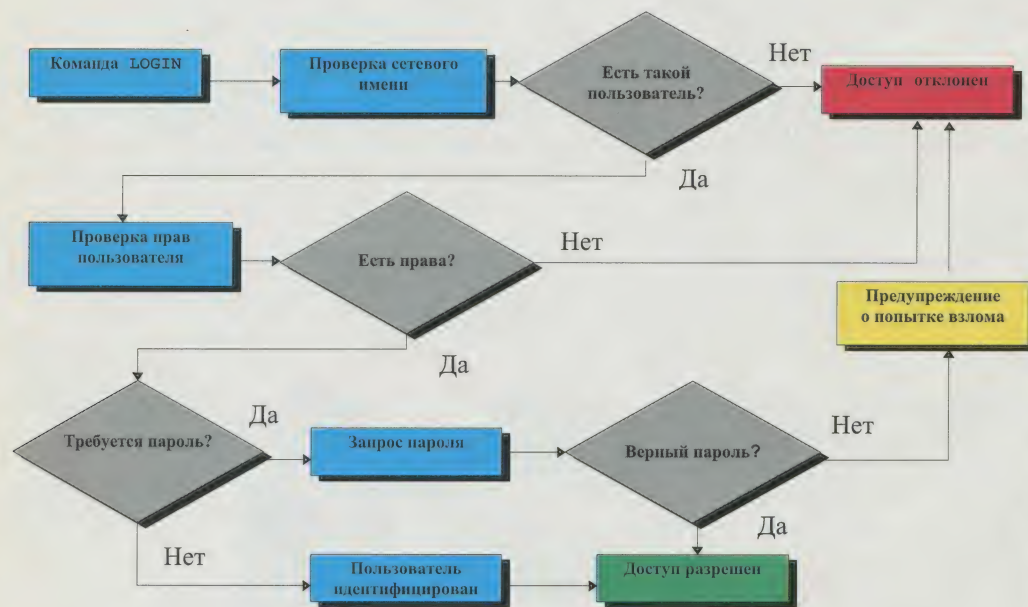 Команда LOGIN
Проверка сетевого
имени
Есть такой
пользователь?
Нет
Доступ отклонен
Да
Проверка прав
пользователя
Есть права?
Нет
Предупреждение
о попытке взлома
Да
Требуется пароль?
Да
Запрос пароля
Верный пароль?
Нет
Нет
Пользователь
идентифицирован
Да
Доступ разрешен